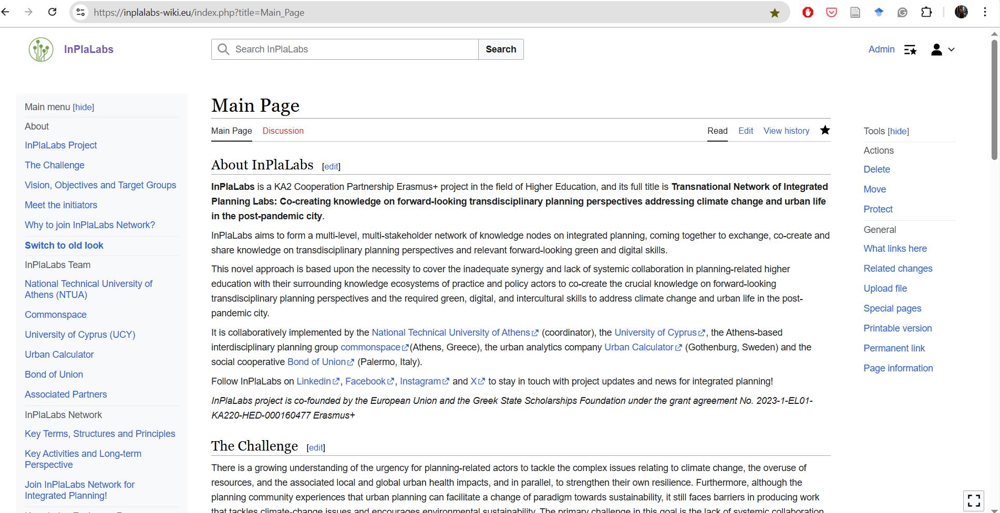 https://inplalabs-wiki.eu/index.php?title=Main_Page
InPlaLabs
Search InPlaLabs
Search
Admin
Main menu [hide]
About
InPlaLabs Project
The Challenge
Vision, Objectives and Target Groups
Meet the initiators
Why to join InPlaLabs Network?
Switch to old look
InPlaLabs Team
National Technical University of
Athens (NTUA)
Commonspace
University of Cyprus (UCY)
Urban Calculator
Bond of Union
Associated Partners
InPlaLabs Network
Key Terms, Structures and Principles
Key Activities and Long-term
Perspective
Join InPlaLabs Network for
Integrated Planning!
Main Page
Main Page Discussion
Read Edit View history
About InPlaLabs [edit]
InPlaLabs is a KA2 Cooperation Partnership Erasmus+ project in the field of Higher Education, and its full title is Transnational Network of Integrated
Planning Labs: Co-creating knowledge on forward-looking transdisciplinary planning perspectives addressing climate change and urban life
in the post-pandemic city.
InPlaLabs aims to form a multi-level, multi-stakeholder network of knowledge nodes on integrated planning, coming together to exchange, co-create and
share knowledge on transdisciplinary planning perspectives and relevant forward-looking green and digital skills.
This novel approach is based upon the necessity to cover the inadequate synergy and lack of systemic collaboration in planning-related higher
education with their surrounding knowledge ecosystems of practice and policy actors to co-create the crucial knowledge on forward-looking
transdisciplinary planning perspectives and the required green, digital, and intercultural skills to address climate change and urban life in the post-
pandemic city.
It is collaboratively implemented by the National Technical University of Athens (coordinator), the University of Cyprus, the Athens-based
interdisciplinary planning group commonspace (Athens, Greece), the urban analytics company Urban Calculator (Gothenburg, Sweden) and the
social cooperative Bond of Union (Palermo, Italy).
Follow InPlaLabs on Linkedin, Facebook, Instagram and X to stay in touch with project updates and news for integrated planning!
InPlaLabs project is co-founded by the European Union and the Greek State Scholarships Foundation under the grant agreement No. 2023-1-EL01-
KA220-HED-000160477 Erasmus+
The Challenge [edit]
There is a growing understanding of the urgency for planning-related actors to tackle the complex issues relating to climate change, the overuse of
resources, and the associated local and global urban health impacts, and in parallel, to strengthen their own resilience. Furthermore, although the
planning community experiences that urban planning can facilitate a change of paradigm towards sustainability, it still faces barriers in producing work
that tackles climate-change issues and encourages environmental sustainability. The primary challenge in this goal is the lack of systemic collaboration
Tools [hide]
Actions
Delete
Move
Protect
General
What links here
Related changes
Upload file
Special pages
Printable version
Permanent link
Page information